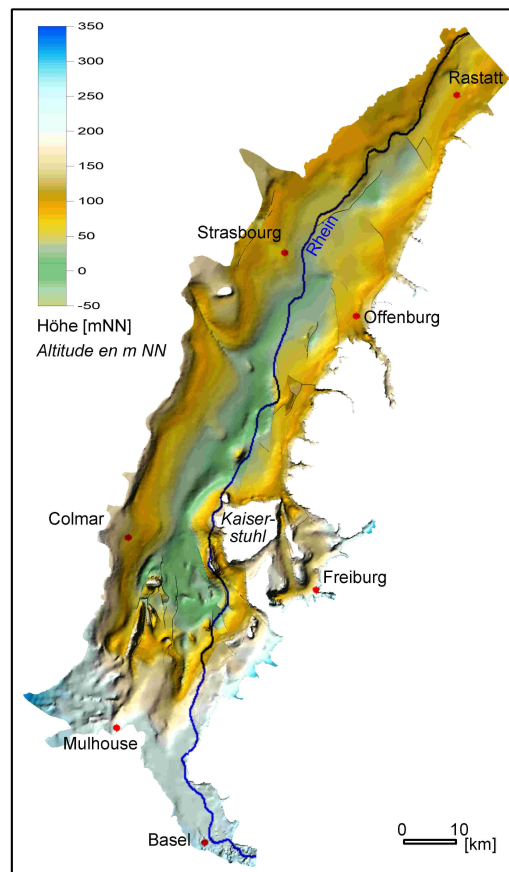 350
300
250
200
150
100
50
0
-50
Höhe [mNN]
Altitude en m NN
Rastatt
Strasbourg
Rhein
Offenburg
Colmar
Kaiser-
stuhl
Freiburg
Mulhouse
Basel
0 10
[km]